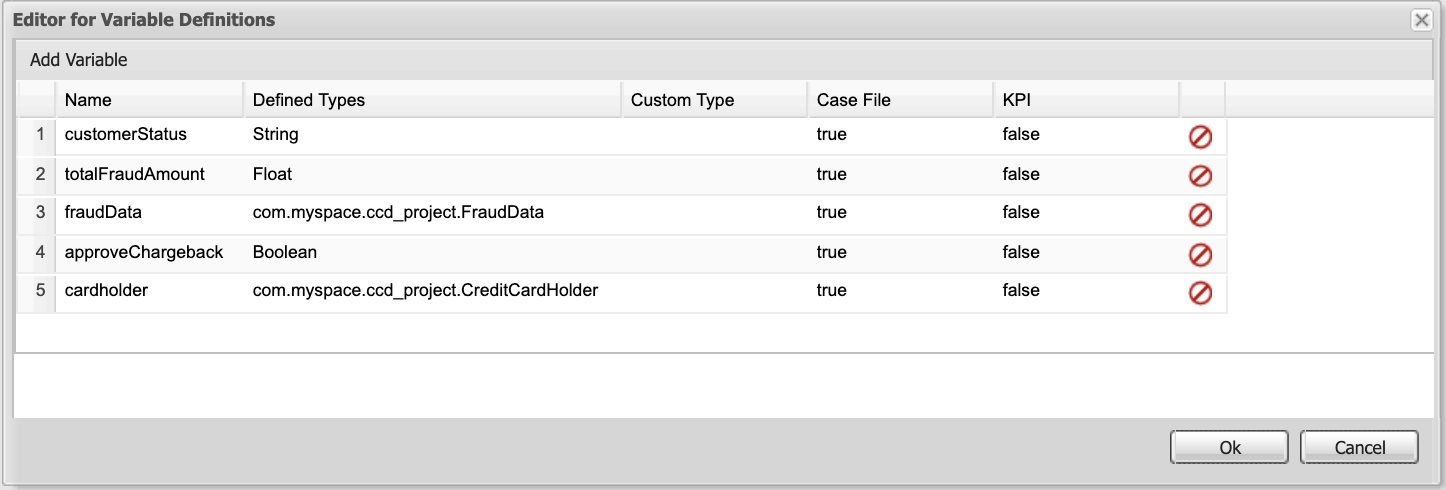 Editor for Variable Definitions
Add Variable
Name Defined Types Custom Type Case File KPI
1 customerStatus String true false
2 totalFraudAmount Float true false
3 fraudData com.myspace.ccd_project.FraudData true false
4 approveChargeback Boolean true false
5 cardholder com.myspace.ccd_project.CreditCardHolder true false
Ok Cancel